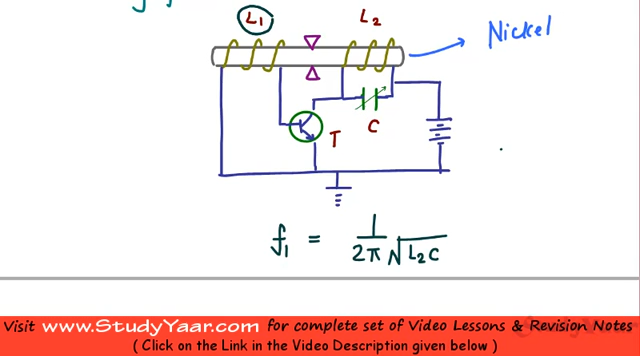 L₁ L₂
Nickel
T C
f₁ = 1 / 2π √L₂C
Visit www.StudyYaar.com for complete set of Video Lessons & Revision Notes
( Click on the Link in the Video Description given below )